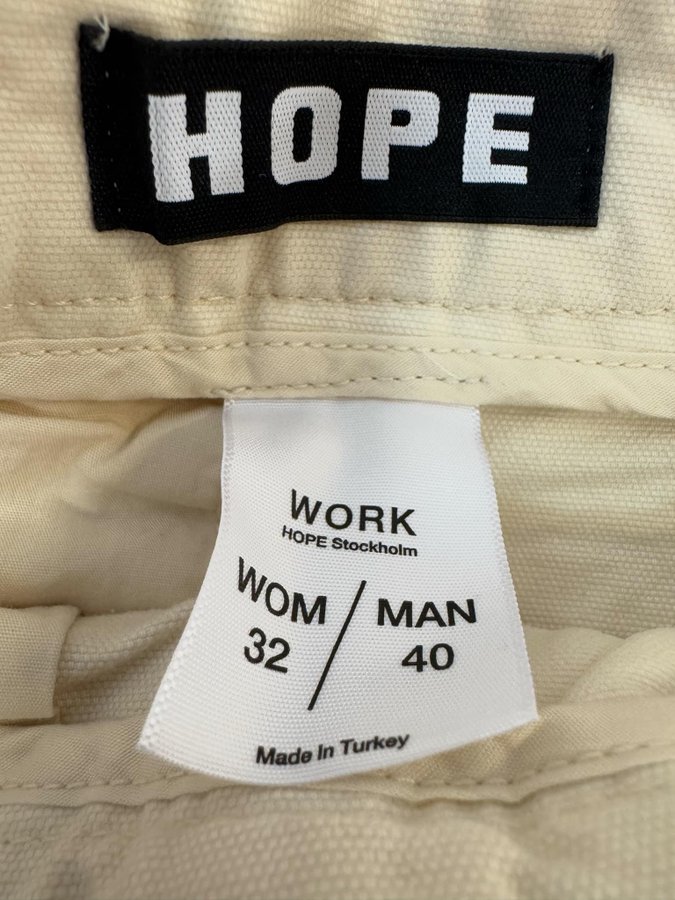 HOPE
WORK
HOPE Stockholm
WOM / MAN
32 40
Made In Turkey